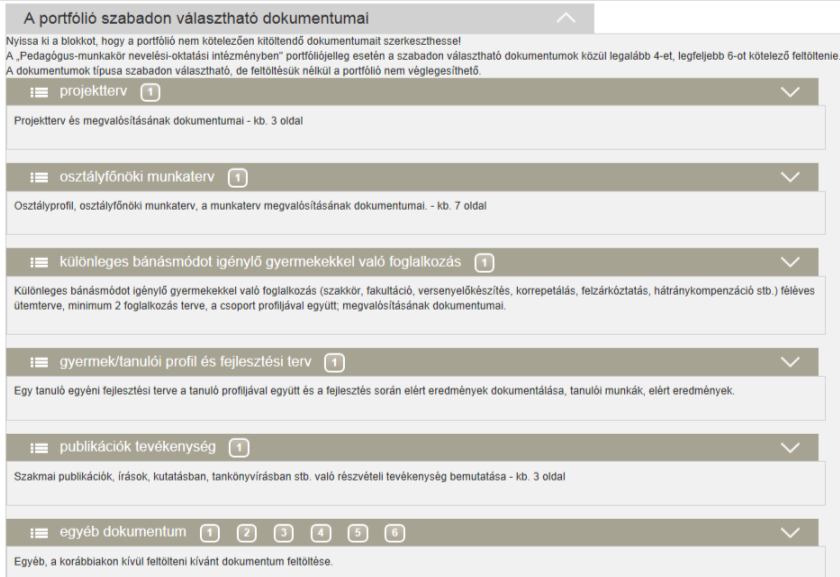 A portfólió szabadon választható dokumentumai
Nyissa ki a blokkot, hogy a portfólió nem kötelezően kitöltendő dokumentumait szerkeszthesse!
A „Pedagógus-munkakör nevelési-oktatási intézményben” portfóliójelleg esetén a szabadon választható dokumentumok közül legalább 4-et, legfeljebb 6-ot kötelező feltöltenie.
A dokumentumok típusa szabadon választható, de feltöltésük nélkül a portfólió nem véglegesíthető.
projektterv 1
Projektterv és megvalósításának dokumentumai - kb. 3 oldal
osztályfőnöki munkaterv 1
Osztályprofil, osztályfőnöki munkaterv, a munkaterv megvalósításának dokumentumai. - kb. 7 oldal
különleges bánásmódot igénylő gyermekekkel való foglalkozás 1
Különleges bánásmódot igénylő gyermekekkel való foglalkozás (szakkör, fakultáció, versenyelőkészítés, korrepetálás, felzárkóztatás, hátránykompenzáció stb.) féléves
ütemterve, minimum 2 foglalkozás terve, a csoport profiljával együtt; megvalósításának dokumentumai.
gyermek/tanulói profil és fejlesztési terv 1
Egy tanuló egyéni fejlesztési terve a tanuló profiljával együtt és a fejlesztés során elért eredmények dokumentálása, tanulói munkák, elért eredmények.
publikációk tevékenység 1
Szakmai publikációk, írások, kutatásban, tankönyvírásban stb. való részvételi tevékenység bemutatása - kb. 3 oldal
egyéb dokumentum 1 2 3 4 5 6
Egyéb, a korábbiakon kívül feltölteni kívánt dokumentum feltöltése.